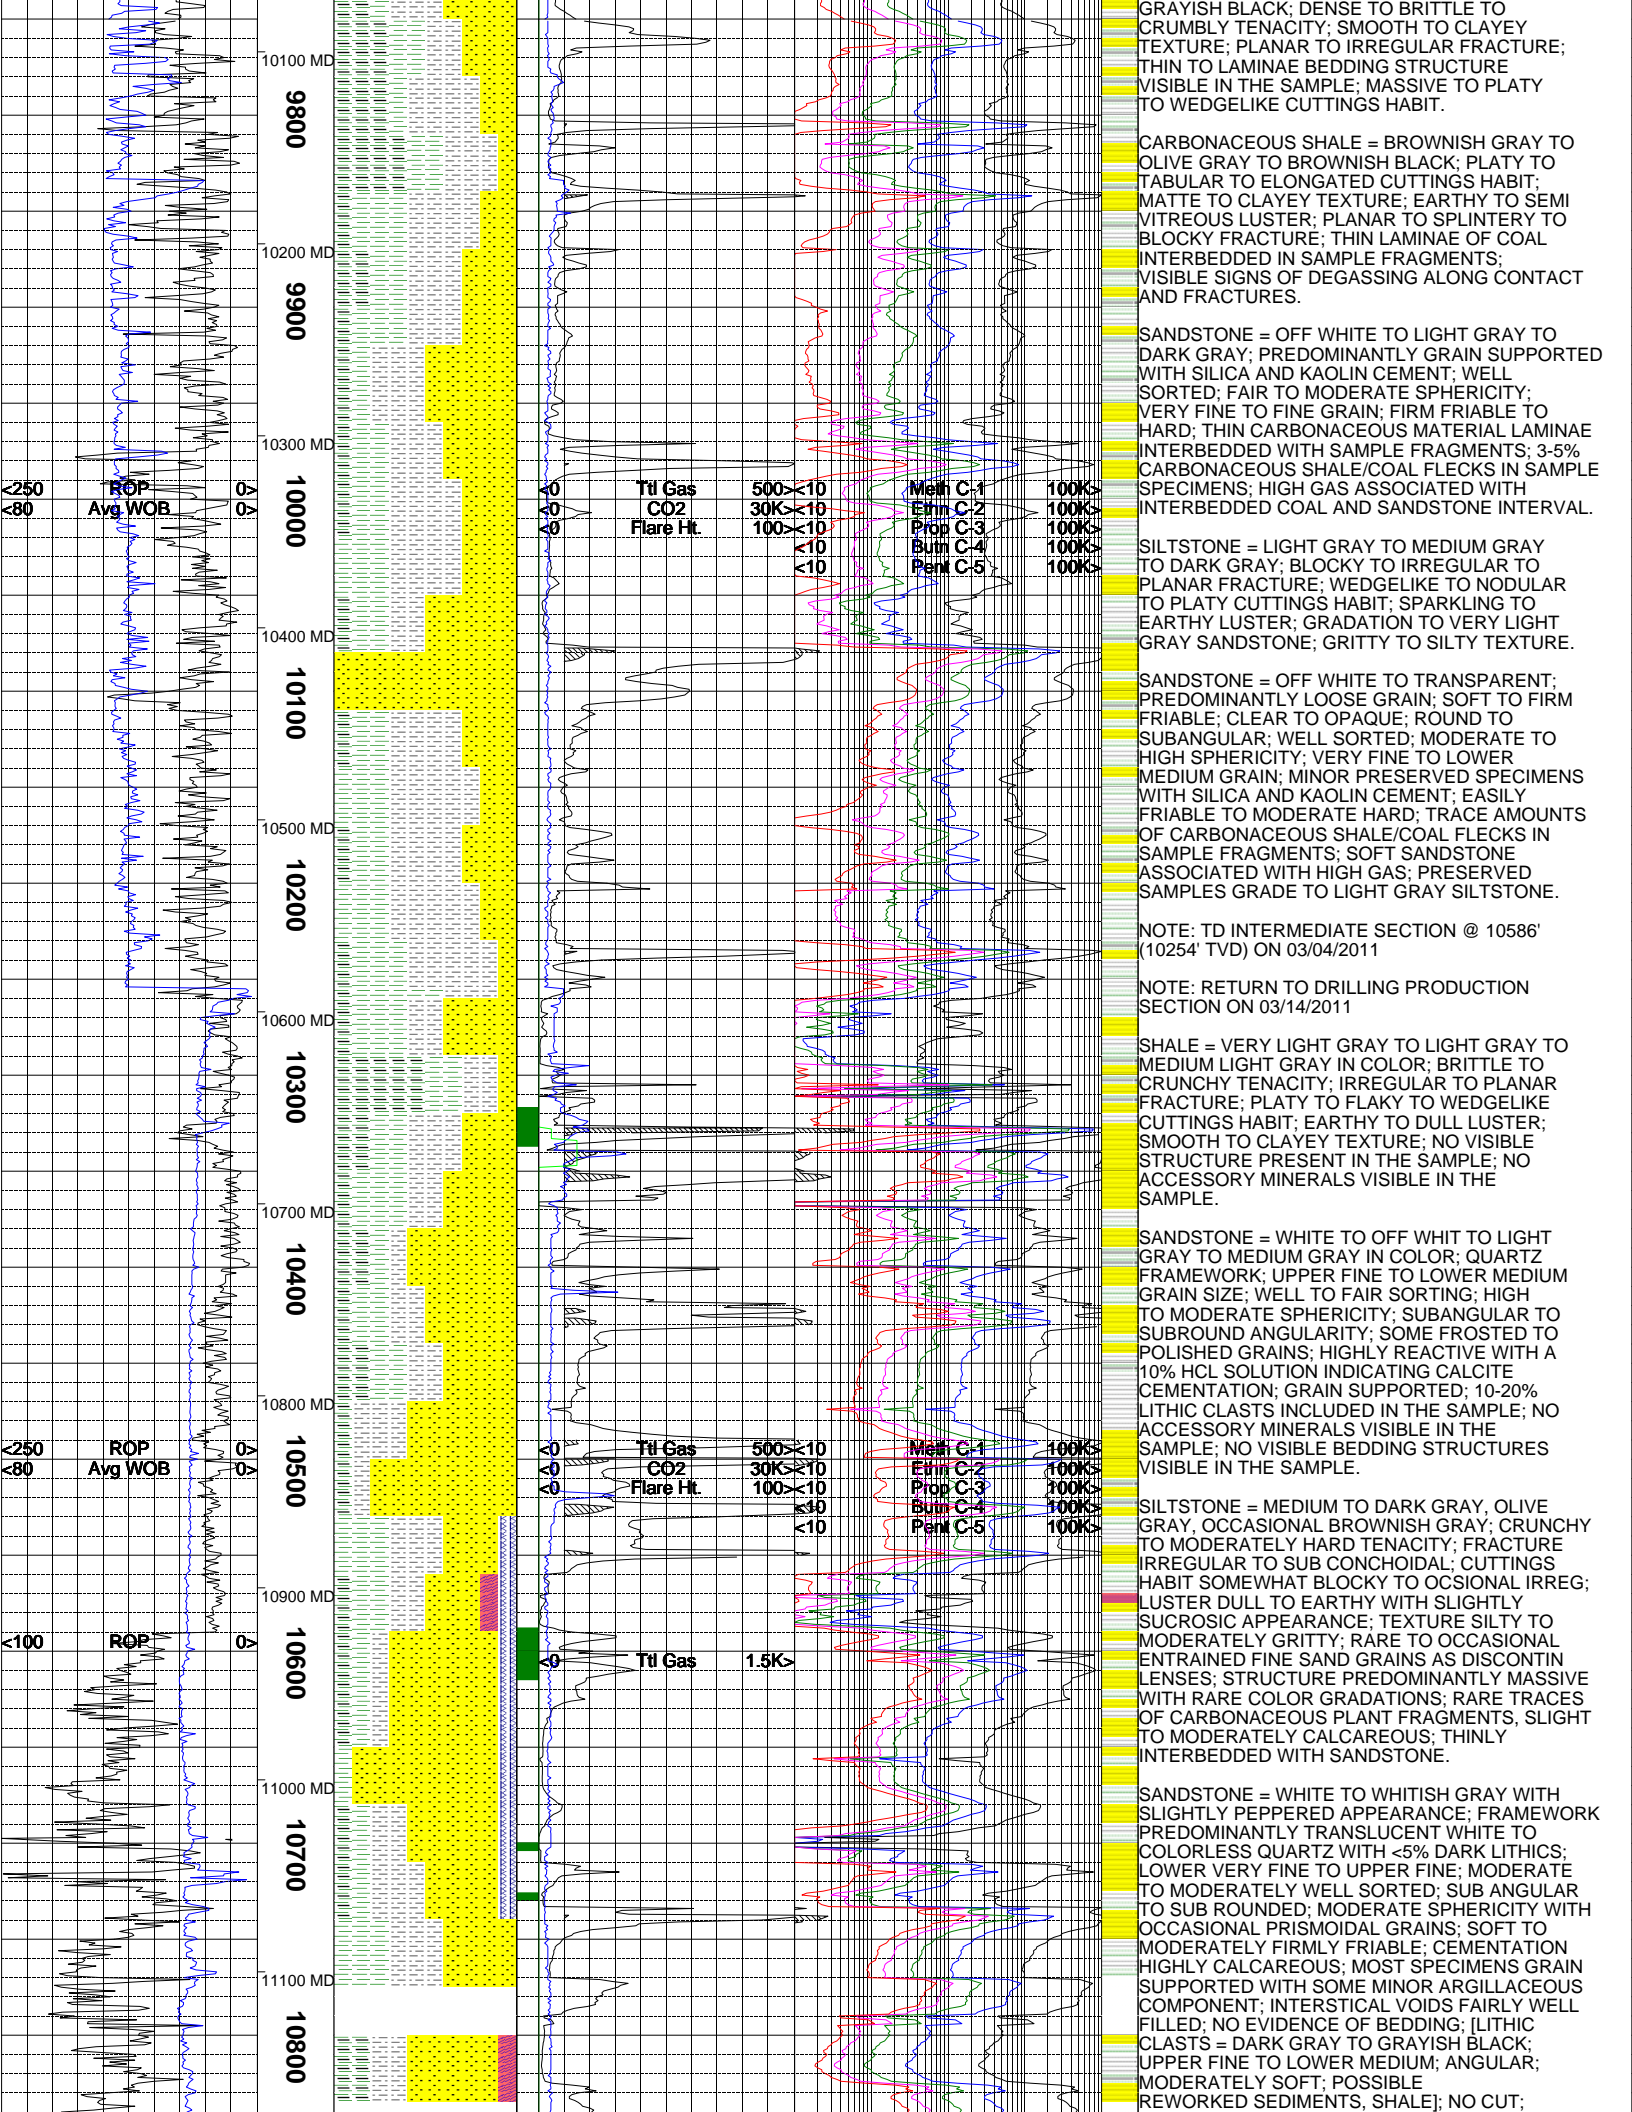 GRAYISH BLACK; DENSE TO BRITTLE TO
CRUMBLY TENACITY; SMOOTH TO CLAYEY
TEXTURE; PLANAR TO IRREGULAR FRACTURE;
THIN TO LAMINAE BEDDING STRUCTURE
VISIBLE IN THE SAMPLE; MASSIVE TO PLATY
TO WEDGELIKE CUTTINGS HABIT.
CARBONACEOUS SHALE = BROWNISH GRAY TO
OLIVE GRAY TO BROWNISH BLACK; PLATY TO
TABULAR TO ELONGATED CUTTINGS HABIT;
MATTE TO CLAYEY TEXTURE; EARTHY TO SEMI
VITREOUS LUSTER; PLANAR TO SPLINTERY TO
BLOCKY FRACTURE; THIN LAMINAE OF COAL
INTERBEDDED IN SAMPLE FRAGMENTS;
VISIBLE SIGNS OF DEGASSING ALONG CONTACT
AND FRACTURES.
SANDSTONE = OFF WHITE TO LIGHT GRAY TO
DARK GRAY; PREDOMINANTLY GRAIN SUPPORTED
WITH SILICA AND KAOLIN CEMENT; WELL
SORTED; FAIR TO MODERATE SPHERICITY;
VERY FINE TO FINE GRAIN; FIRM FRIABLE TO
HARD; THIN CARBONACEOUS MATERIAL LAMINAE
INTERBEDDED WITH SAMPLE FRAGMENTS; 3-5%
CARBONACEOUS SHALE/COAL FLECKS IN SAMPLE
SPECIMENS; HIGH GAS ASSOCIATED WITH
INTERBEDDED COAL AND SANDSTONE INTERVAL.
SILTSTONE = LIGHT GRAY TO MEDIUM GRAY
TO DARK GRAY; BLOCKY TO IRREGULAR TO
PLANAR FRACTURE; WEDGELIKE TO NODULAR
TO PLATY CUTTINGS HABIT; SPARKLING TO
EARTHY LUSTER; GRADATION TO VERY LIGHT
GRAY SANDSTONE; GRITTY TO SILTY TEXTURE.
SANDSTONE = OFF WHITE TO TRANSPARENT;
PREDOMINANTLY LOOSE GRAIN; SOFT TO FIRM
FRIABLE; CLEAR TO OPAQUE; ROUND TO
SUBANGULAR; WELL SORTED; MODERATE TO
HIGH SPHERICITY; VERY FINE TO LOWER
MEDIUM GRAIN; MINOR PRESERVED SPECIMENS
WITH SILICA AND KAOLIN CEMENT; EASILY
FRIABLE TO MODERATE HARD; TRACE AMOUNTS
OF CARBONACEOUS SHALE/COAL FLECKS IN
SAMPLE FRAGMENTS; SOFT SANDSTONE
ASSOCIATED WITH HIGH GAS; PRESERVED
SAMPLES GRADE TO LIGHT GRAY SILTSTONE.
NOTE: TD INTERMEDIATE SECTION @ 10586'
(10254' TVD) ON 03/04/2011
NOTE: RETURN TO DRILLING PRODUCTION
SECTION ON 03/14/2011
SHALE = VERY LIGHT GRAY TO LIGHT GRAY TO
MEDIUM LIGHT GRAY IN COLOR; BRITTLE TO
CRUNCHY TENACITY; IRREGULAR TO PLANAR
FRACTURE; PLATY TO FLAKY TO WEDGELIKE
CUTTINGS HABIT; EARTHY TO DULL LUSTER;
SMOOTH TO CLAYEY TEXTURE; NO VISIBLE
STRUCTURE PRESENT IN THE SAMPLE; NO
ACCESSORY MINERALS VISIBLE IN THE
SAMPLE.
SANDSTONE = WHITE TO OFF WHIT TO LIGHT
GRAY TO MEDIUM GRAY IN COLOR; QUARTZ
FRAMEWORK; UPPER FINE TO LOWER MEDIUM
GRAIN SIZE; WELL TO FAIR SORTING; HIGH
TO MODERATE SPHERICITY; SUBANGULAR TO
SUBROUND ANGULARITY; SOME FROSTED TO
POLISHED GRAINS; HIGHLY REACTIVE WITH A
10% HCL SOLUTION INDICATING CALCITE
CEMENTATION; GRAIN SUPPORTED; 10-20%
LITHIC CLASTS INCLUDED IN THE SAMPLE; NO
ACCESSORY MINERALS VISIBLE IN THE
SAMPLE; NO VISIBLE BEDDING STRUCTURES
VISIBLE IN THE SAMPLE.
SILTSTONE = MEDIUM TO DARK GRAY, OLIVE
GRAY, OCCASIONAL BROWNISH GRAY; CRUNCHY
TO MODERATELY HARD TENACITY; FRACTURE
IRREGULAR TO SUB CONCHOIDAL; CUTTINGS
HABIT SOMEWHAT BLOCKY TO OCSIONAL IRREG;
LUSTER DULL TO EARTHY WITH SLIGHTLY
SUCROSIC APPEARANCE; TEXTURE SILTY TO
MODERATELY GRITTY; RARE TO OCCASIONAL
ENTRAINED FINE SAND GRAINS AS DISCONTIN
LENSES; STRUCTURE PREDOMINANTLY MASSIVE
WITH RARE COLOR GRADATIONS; RARE TRACES
OF CARBONACEOUS PLANT FRAGMENTS, SLIGHT
TO MODERATELY CALCAREOUS; THINLY
INTERBEDDED WITH SANDSTONE.
SANDSTONE = WHITE TO WHITISH GRAY WITH
SLIGHTLY PEPPERED APPEARANCE; FRAMEWORK
PREDOMINANTLY TRANSLUCENT WHITE TO
COLORLESS QUARTZ WITH <5% DARK LITHICS;
LOWER VERY FINE TO UPPER FINE; MODERATE
TO MODERATELY WELL SORTED; SUB ANGULAR
TO SUB ROUNDED; MODERATE SPHERICITY WITH
OCCASIONAL PRISMOIDAL GRAINS; SOFT TO
MODERATELY FIRMLY FRIABLE; CEMENTATION
HIGHLY CALCAREOUS; MOST SPECIMENS GRAIN
SUPPORTED WITH SOME MINOR ARGILLACEOUS
COMPONENT; INTERSTICAL VOIDS FAIRLY WELL
FILLED; NO EVIDENCE OF BEDDING; [LITHIC
CLASTS = DARK GRAY TO GRAYISH BLACK;
UPPER FINE TO LOWER MEDIUM; ANGULAR;
MODERATELY SOFT; POSSIBLE
REWORKED SEDIMENTS, SHALE]; NO CUT;
10100 MD
9800
10200 MD
9900
10300 MD
<250 ROP 0>
<80 Avg WOB 0>
10000
<0 Ttl Gas 500>
<0 CO2 30K>
<0 Flare Ht. 100>
<10 Meth C-1 100K>
<10 Ethn C-2 100K>
<10 Prop C-3 100K>
<10 Butn C-4 100K>
<10 Pent C-5 100K>
10400 MD
10100
10500 MD
10200
10600 MD
10300
10700 MD
10400
10800 MD
<250 ROP 0>
<80 Avg WOB 0>
10500
<0 Ttl Gas 500>
<0 CO2 30K>
<0 Flare Ht. 100>
<10 Meth C-1 100K>
<10 Ethn C-2 100K>
<10 Prop C-3 100K>
<10 Butn C-4 100K>
<10 Pent C-5 100K>
10900 MD
<100 ROP 0>
10600
<0 Ttl Gas 1.5K>
11000 MD
10700
11100 MD
10800